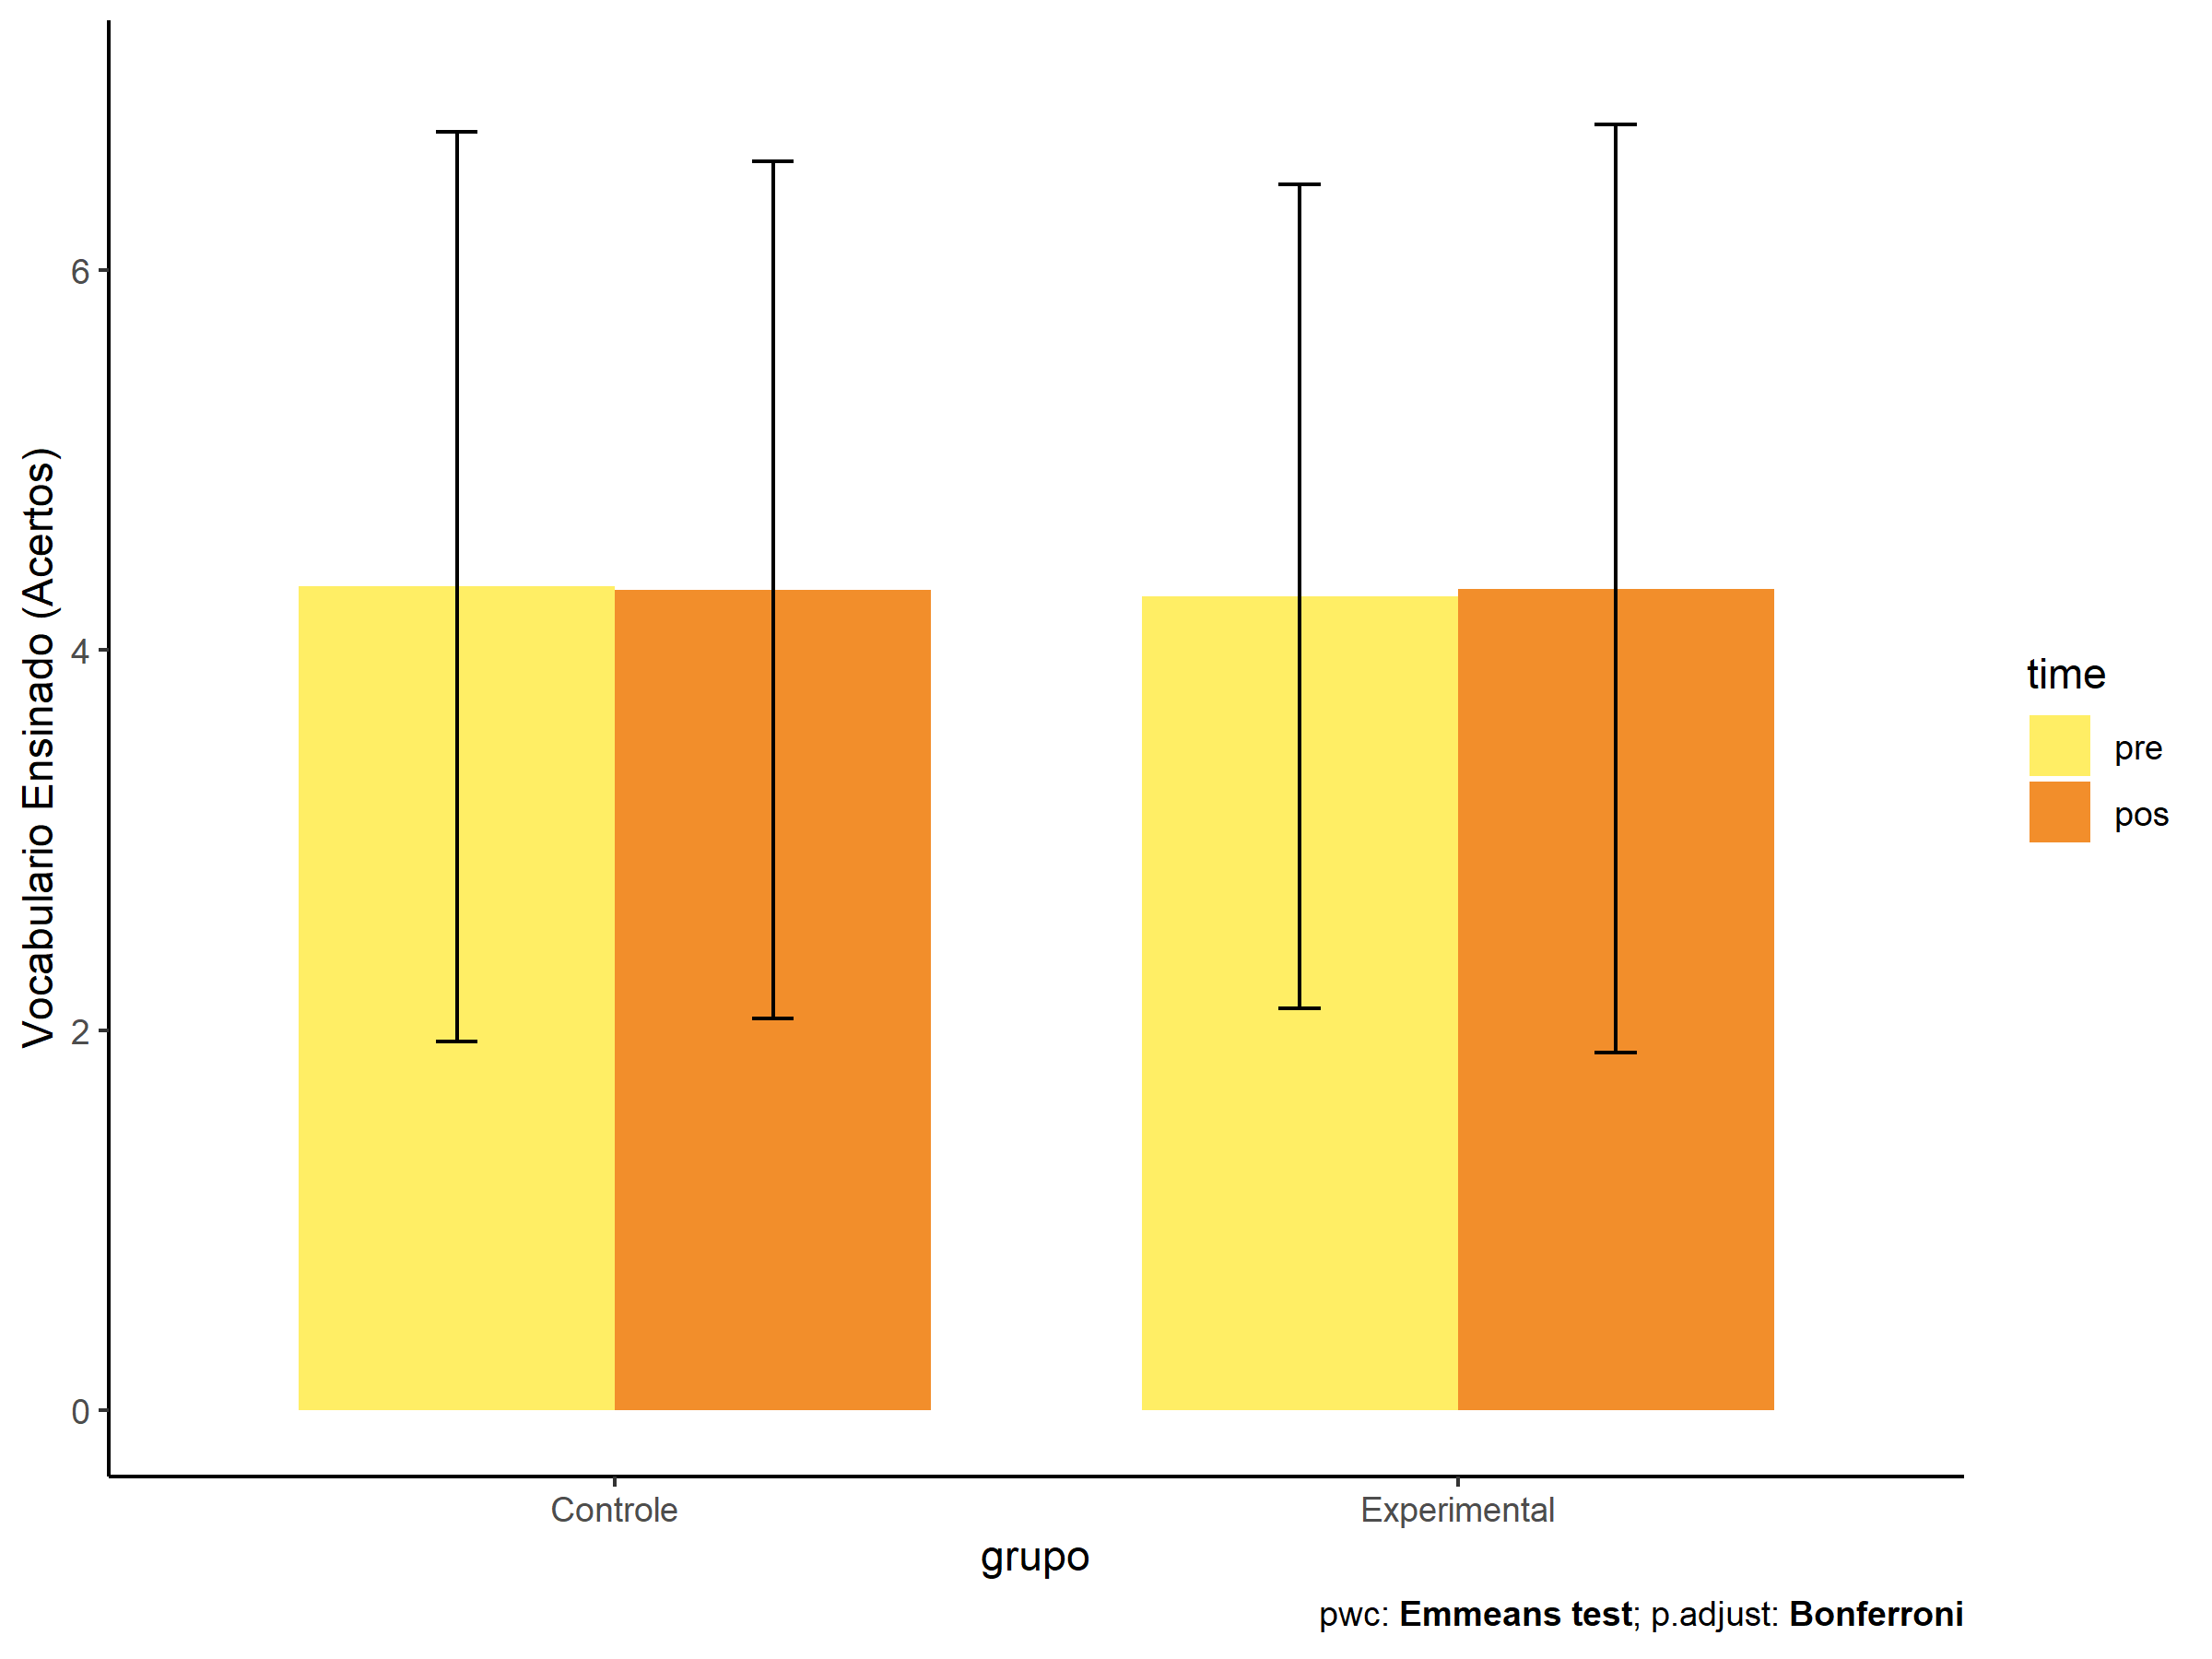 Vocabulario Ensinado (Acertos)
6
4
2
0
Controle
Experimental
grupo
time
pre
pos
pwc: Emmeans test; p.adjust: Bonferroni